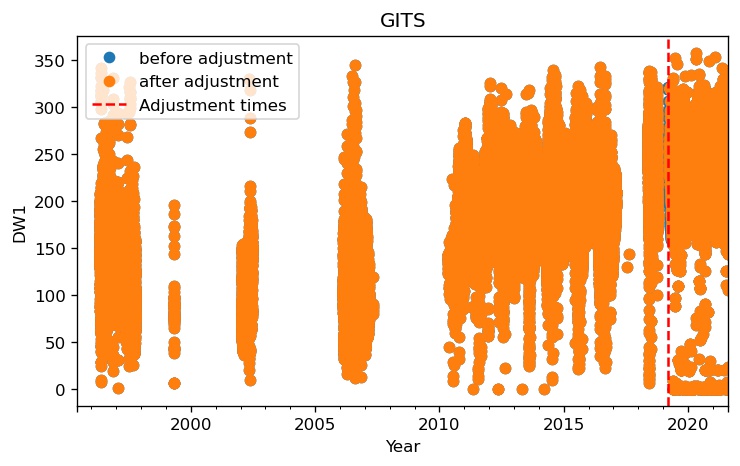 GITS
before adjustment
after adjustment
Adjustment times
DW1
350
300
250
200
150
100
50
0
2000 2005 2010 2015 2020
Year